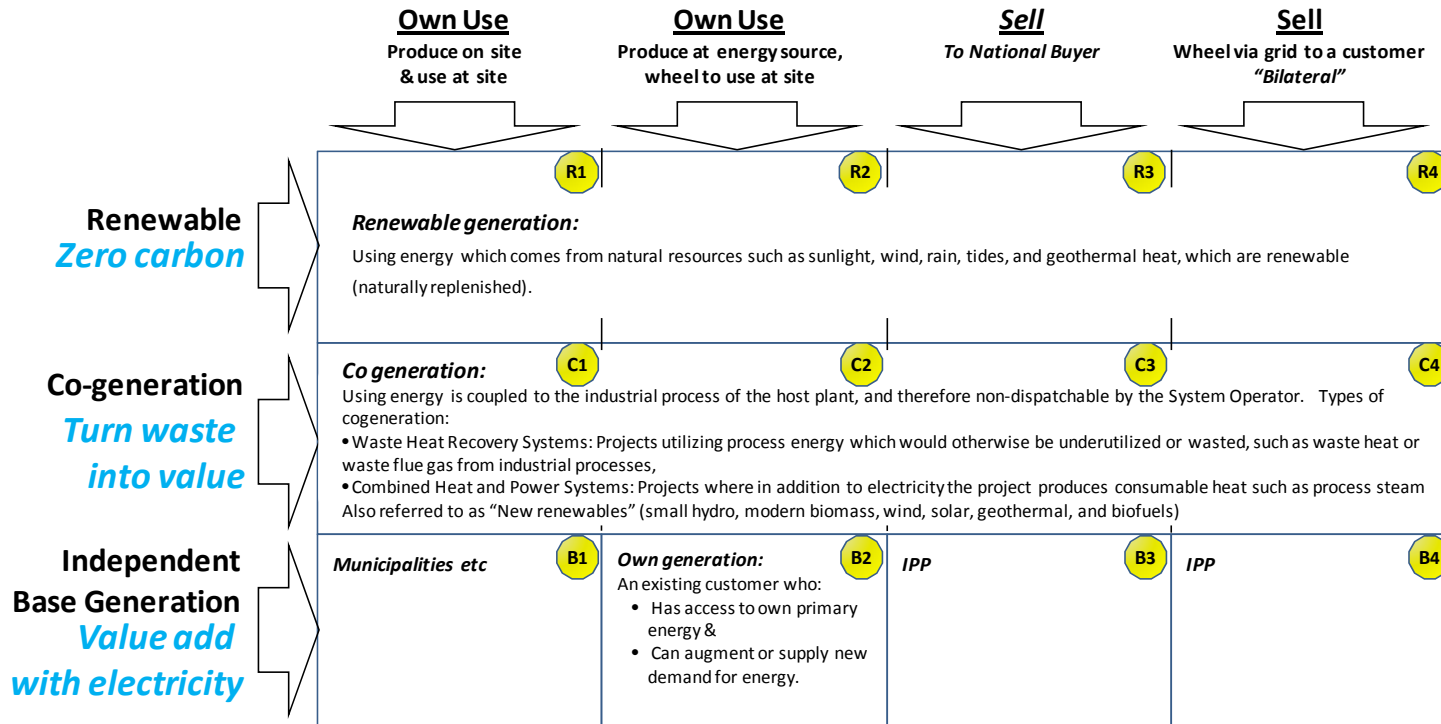 Own Use
Produce on site
& use at site
Own Use
Produce at energy source,
wheel to use at site
Sell
To National Buyer
Sell
Wheel via grid to a customer
"Bilateral"
R1
R2
R3
R4
Renewable
Zero carbon
Renewable generation:
Using energy which comes from natural resources such as sunlight, wind, rain, tides, and geothermal heat, which are renewable
(naturally replenished).
C1
C2
C3
C4
Co-generation
Turn waste
into value
Co generation:
Using energy is coupled to the industrial process of the host plant, and therefore non-dispatchable by the System Operator. Types of
cogeneration:
•Waste Heat Recovery Systems: Projects utilizing process energy which would otherwise be underutilized or wasted, such as waste heat or
waste flue gas from industrial processes,
•Combined Heat and Power Systems: Projects where in addition to electricity the project produces consumable heat such as process steam
Also referred to as “New renewables” (small hydro, modern biomass, wind, solar, geothermal, and biofuels)
Independent
Base Generation
Value add
with electricity
Municipalities etc
B1
Own generation:
An existing customer who:
• Has access to own primary
energy &
• Can augment or supply new
demand for energy.
B2
IPP
B3
IPP
B4